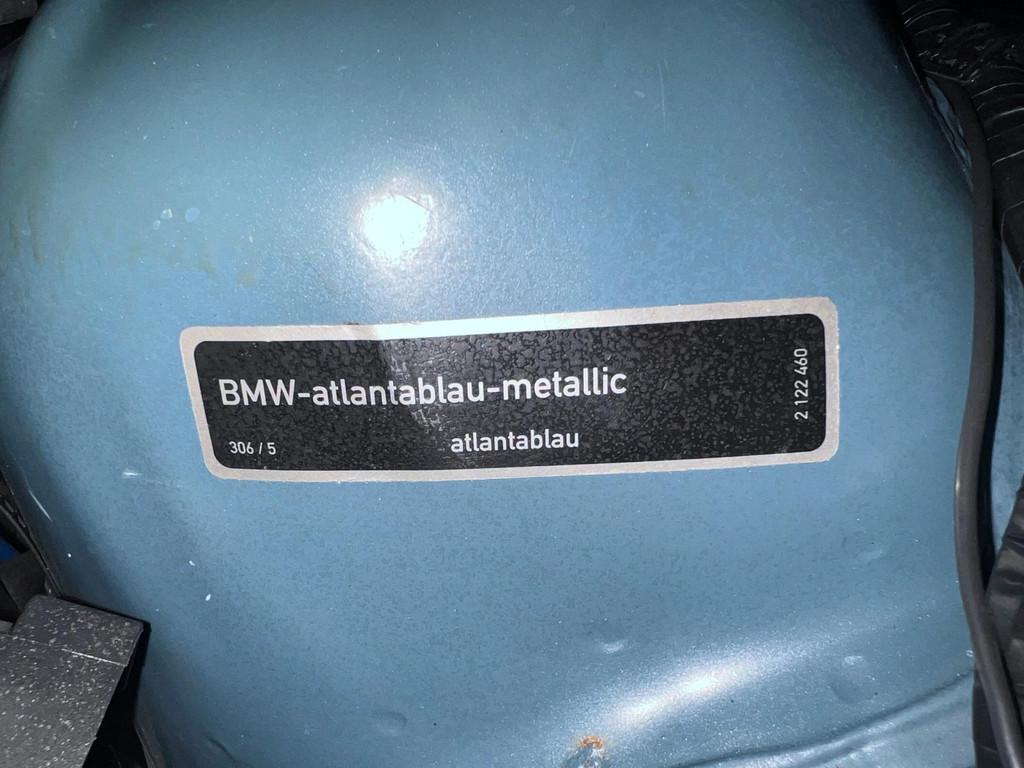 BMW-atlantablau-metallic
306 / 5
atlantablau
2 122 460